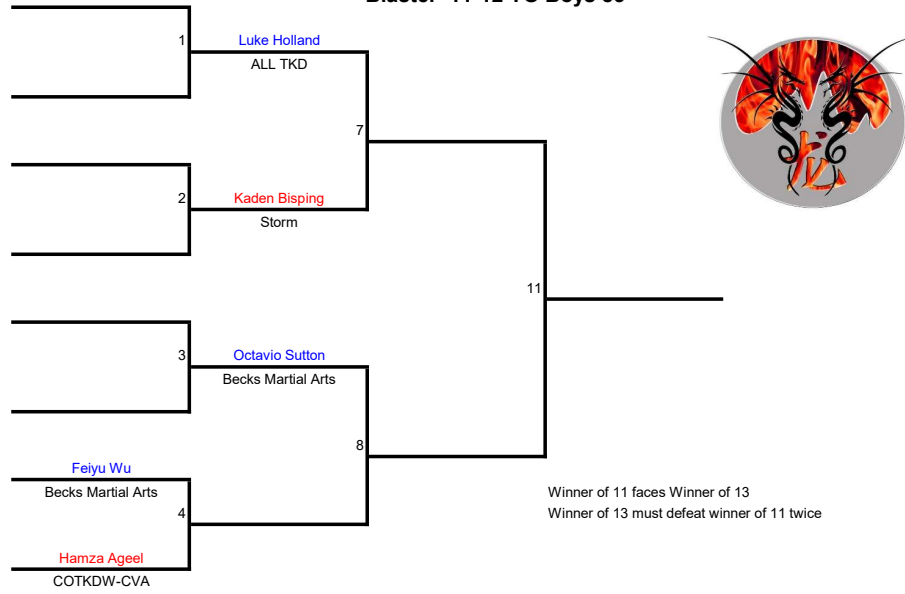 1
Luke Holland
ALL TKD
7
2
Kaden Bisping
Storm
11
3
Octavio Sutton
Becks Martial Arts
8
Feiyu Wu
Becks Martial Arts
4
Hamza Ageel
COTKDW-CVA
Winner of 11 faces Winner of 13
Winner of 13 must defeat winner of 11 twice